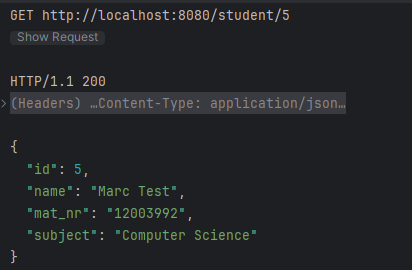 GET http://localhost:8080/student/5
Show Request
HTTP/1.1 200
(Headers) …Content-Type: application/json…
{
"id": 5,
"name": "Marc Test",
"mat_nr": "12003992",
"subject": "Computer Science"
}